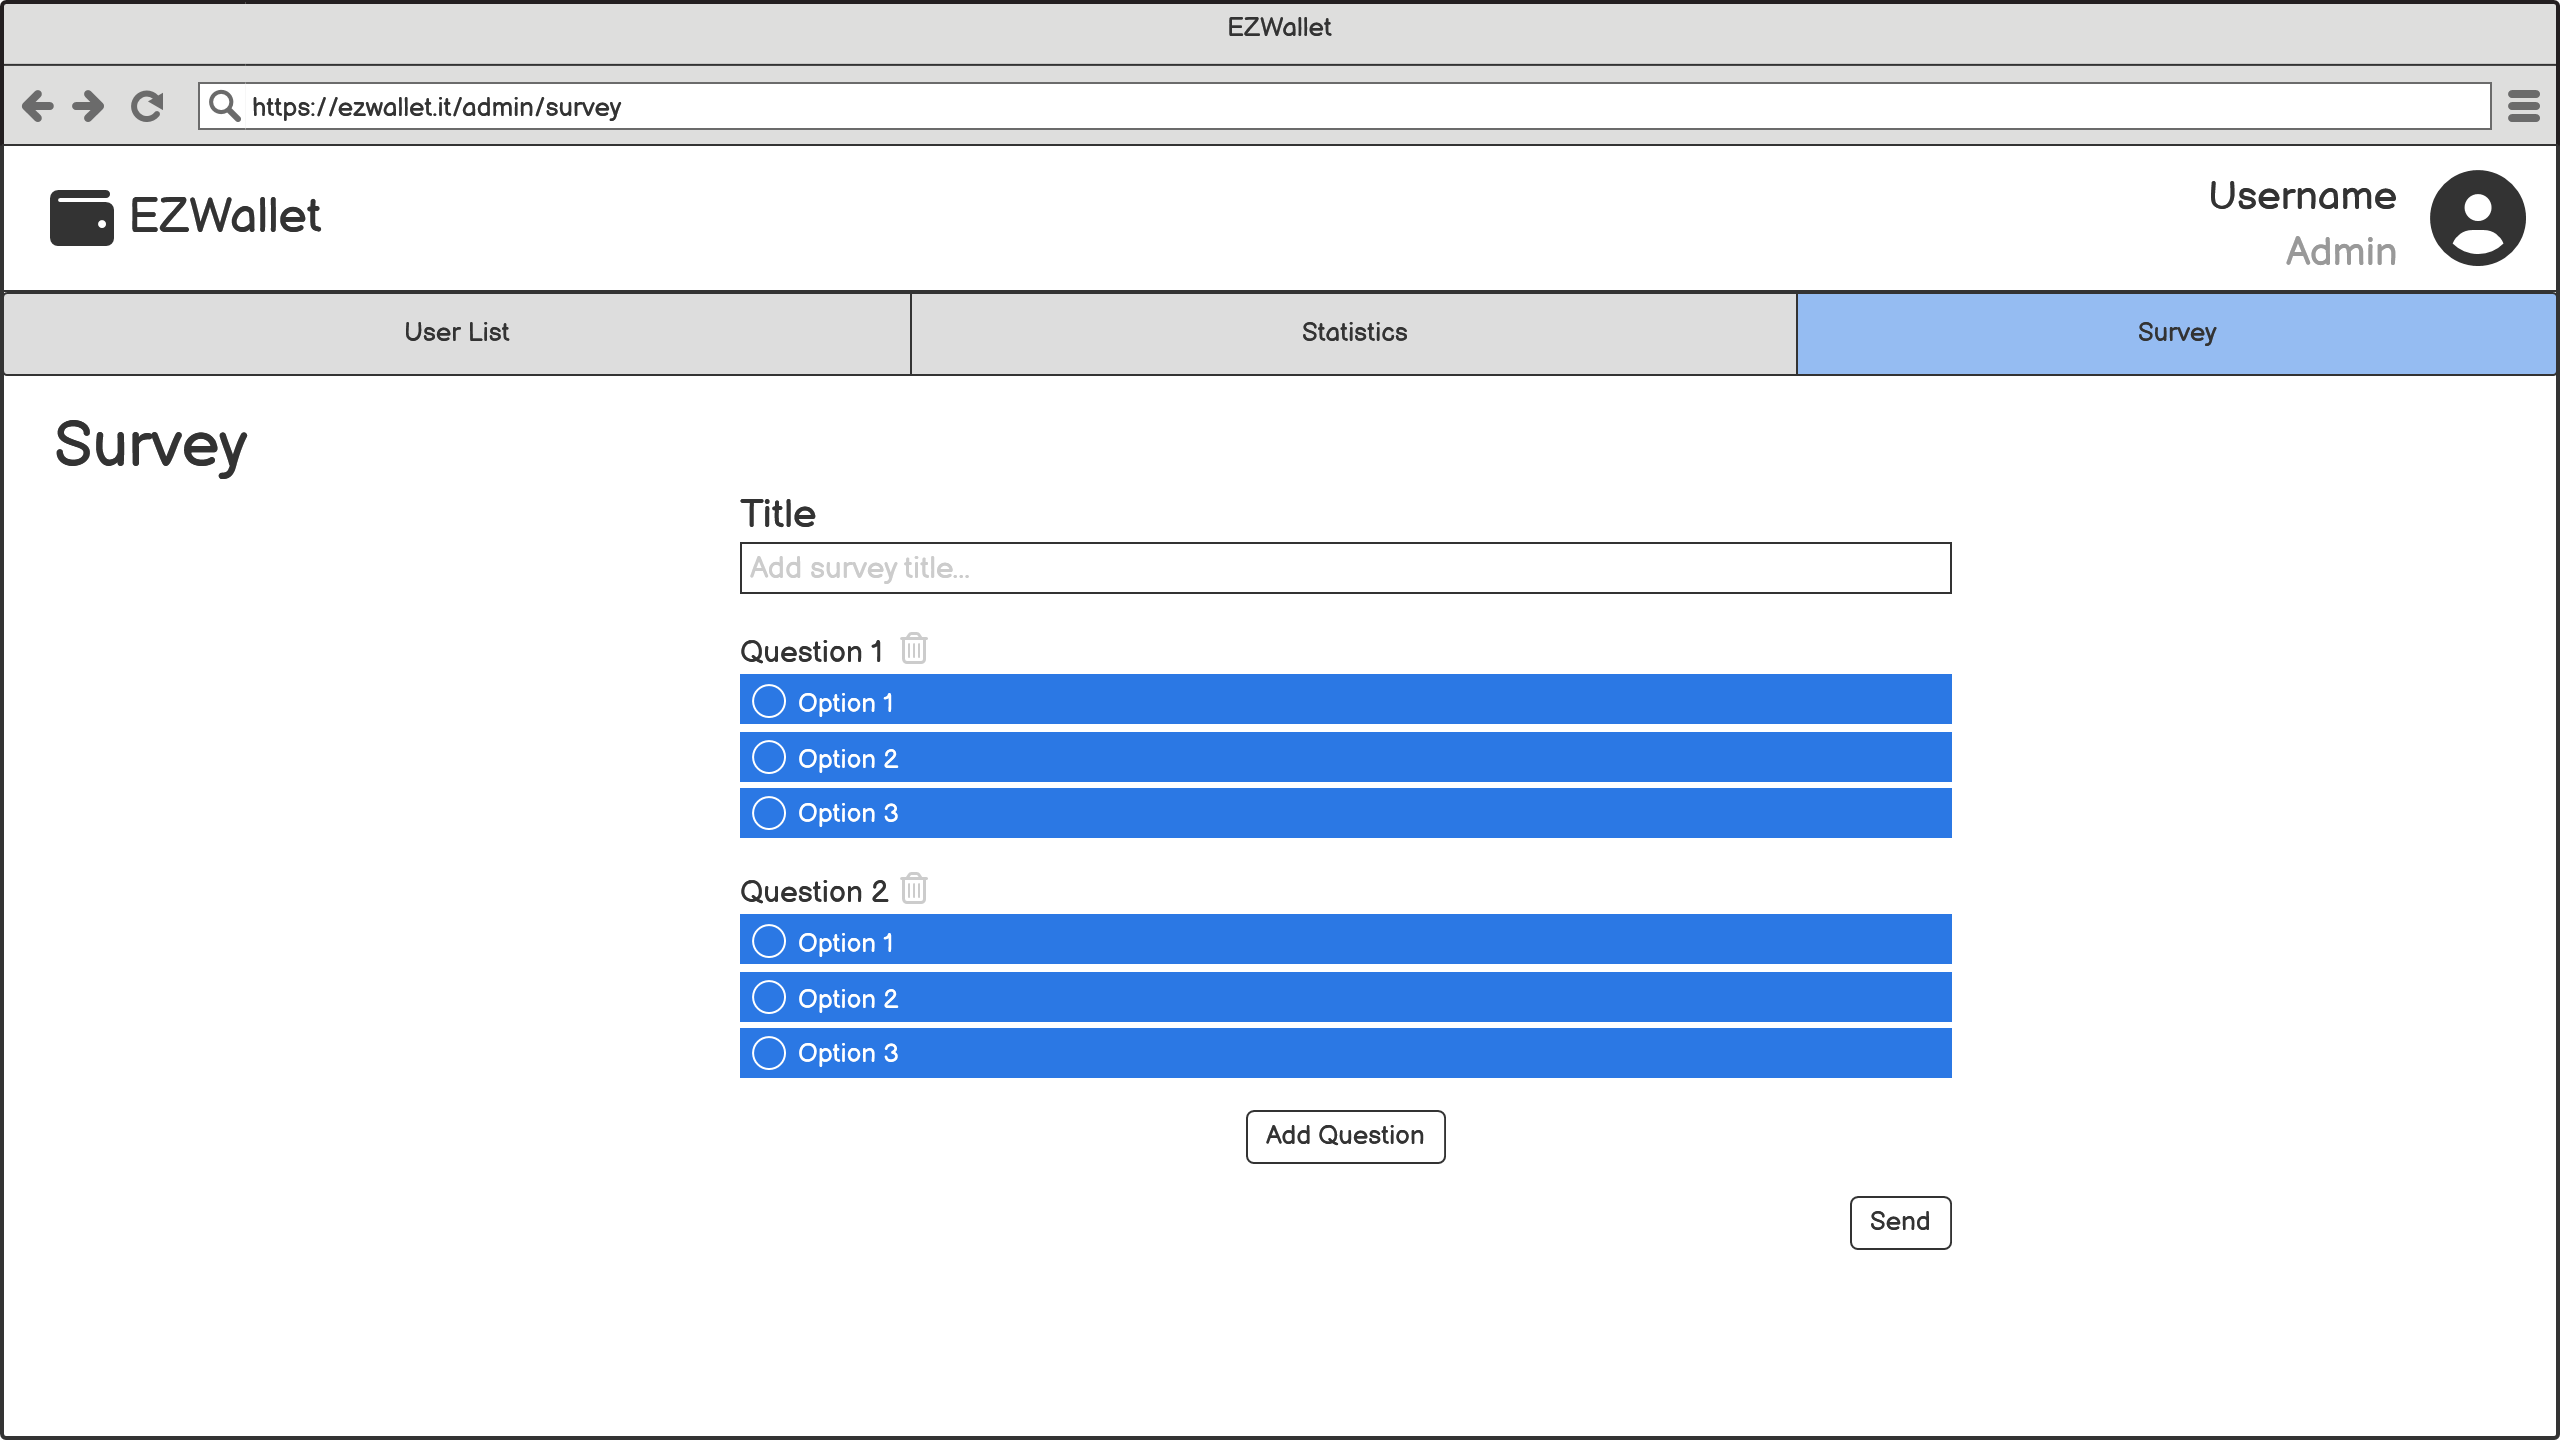 EZWallet
https://ezwallet.it/admin/survey
EZWallet
Username
Admin
User List
Statistics
Survey
Survey
Title
Add survey title...
Question 1
Option 1
Option 2
Option 3
Question 2
Option 1
Option 2
Option 3
Add Question
Send